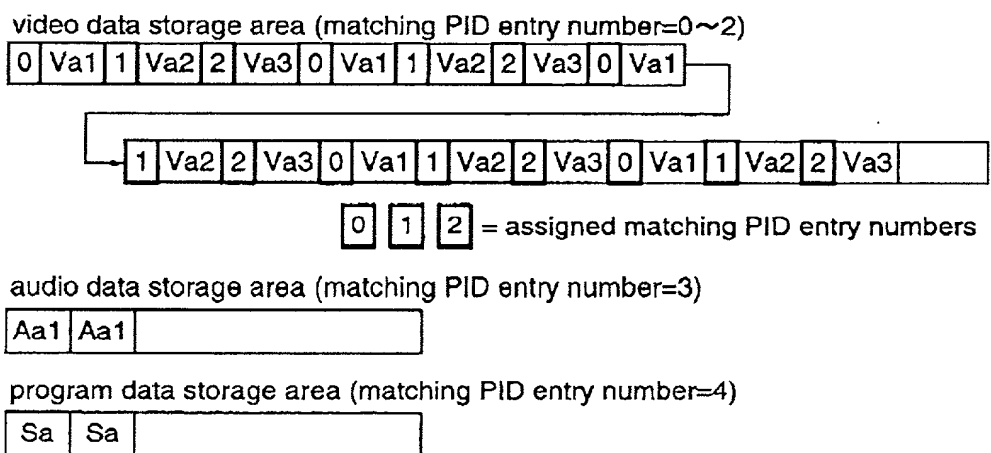 video data storage area (matching PID entry number=0～2)
0 Va1 1 Va2 2 Va3 0 Va1 1 Va2 2 Va3 0 Va1
1 Va2 2 Va3 0 Va1 1 Va2 2 Va3 0 Va1 1 Va2 2 Va3
0 1 2 = assigned matching PID entry numbers
audio data storage area (matching PID entry number=3)
Aa1 Aa1
program data storage area (matching PID entry number=4)
Sa Sa